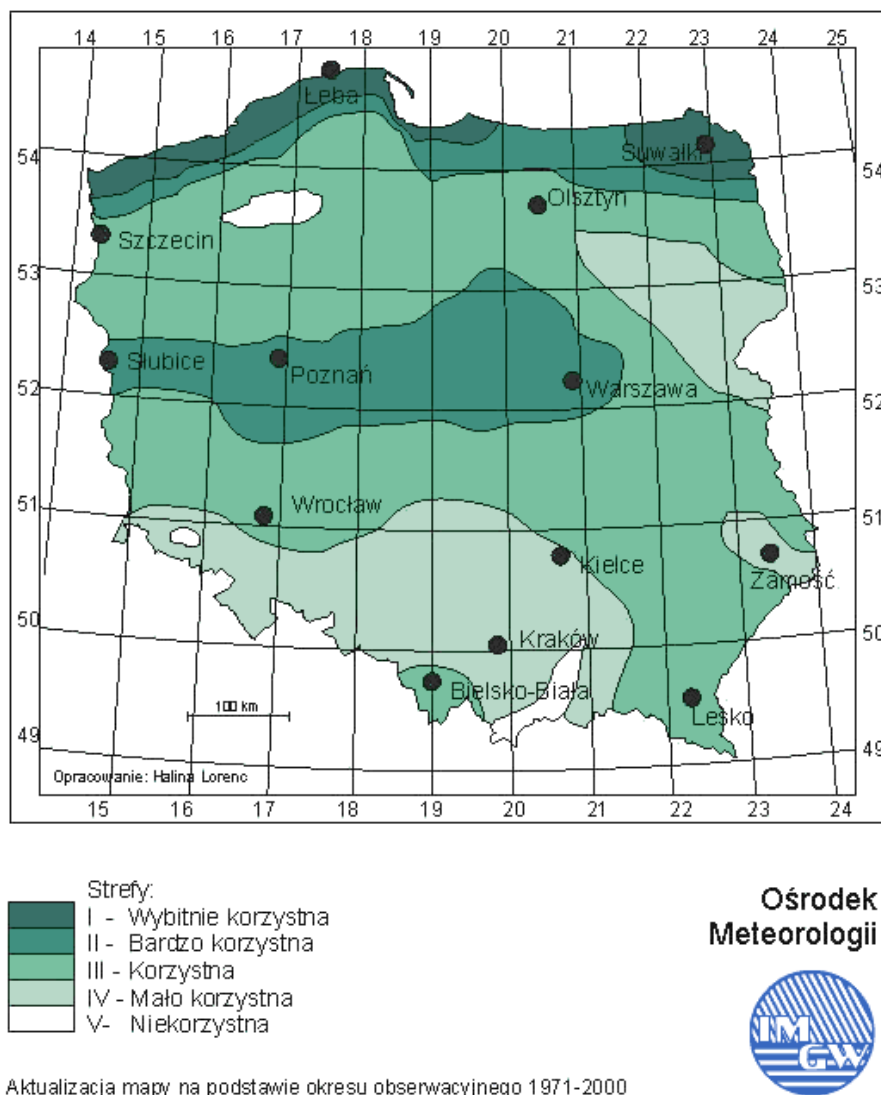 14 15 16 17 18 19 20 21 22 23 24 25
Łeba
54 Suwałki 54
Olsztyn
Szczecin
53 53
Słubice Poznań Warszawa
52 52
51 Wrocław 51
Kielce Zamość
50 Kraków 50
Bielsko-Biała Lesko
100 km
49 49
Opracowanie: Halina Lorenc
15 16 17 18 19 20 21 22 23 24
Strefy:
I - Wybitnie korzystna
II - Bardzo korzystna
III - Korzystna
IV - Mało korzystna
V- Niekorzystna
Ośrodek
Meteorologii
IM
GW
Aktualizacja mapy na podstawie okresu obserwacyjnego 1971-2000